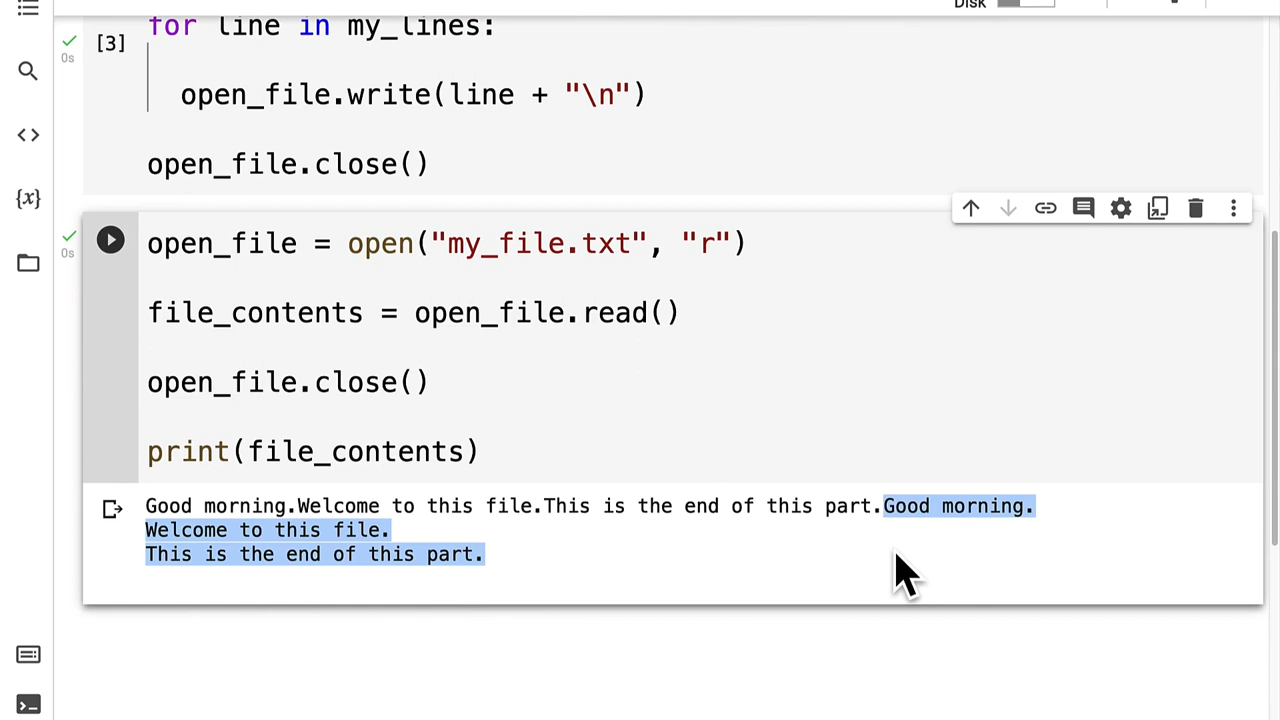 Disk
for line in my_lines:
[3]
0s
open_file.write(line + "\n")
open_file.close()
{x}
open_file = open("my_file.txt", "r")
0s
file_contents = open_file.read()
open_file.close()
print(file_contents)
Good morning.Welcome to this file.This is the end of this part.Good morning.
Welcome to this file.
This is the end of this part.